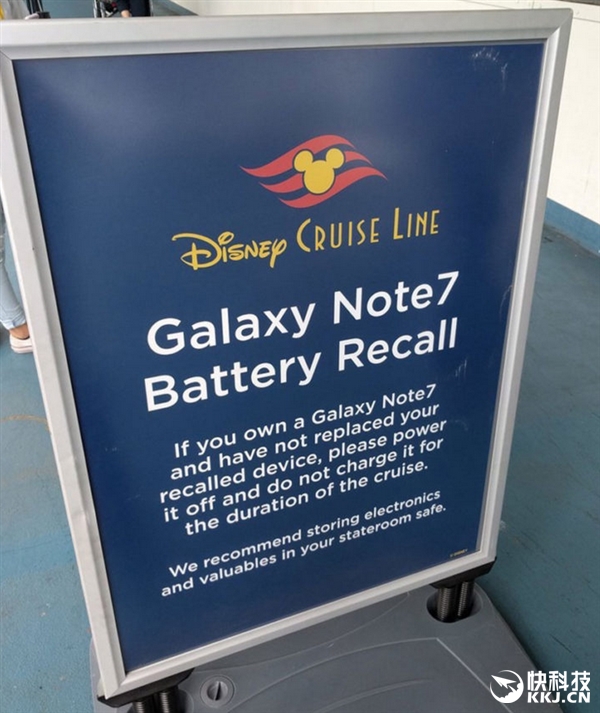 Disney CRUISE LINE
Galaxy Note7
Battery Recall
If you own a Galaxy Note7
and have not replaced your
recalled device, please power
it off and do not charge it for
the duration of the cruise.
We recommend storing electronics
and valuables in your stateroom safe.
快科技
KKJ.CN